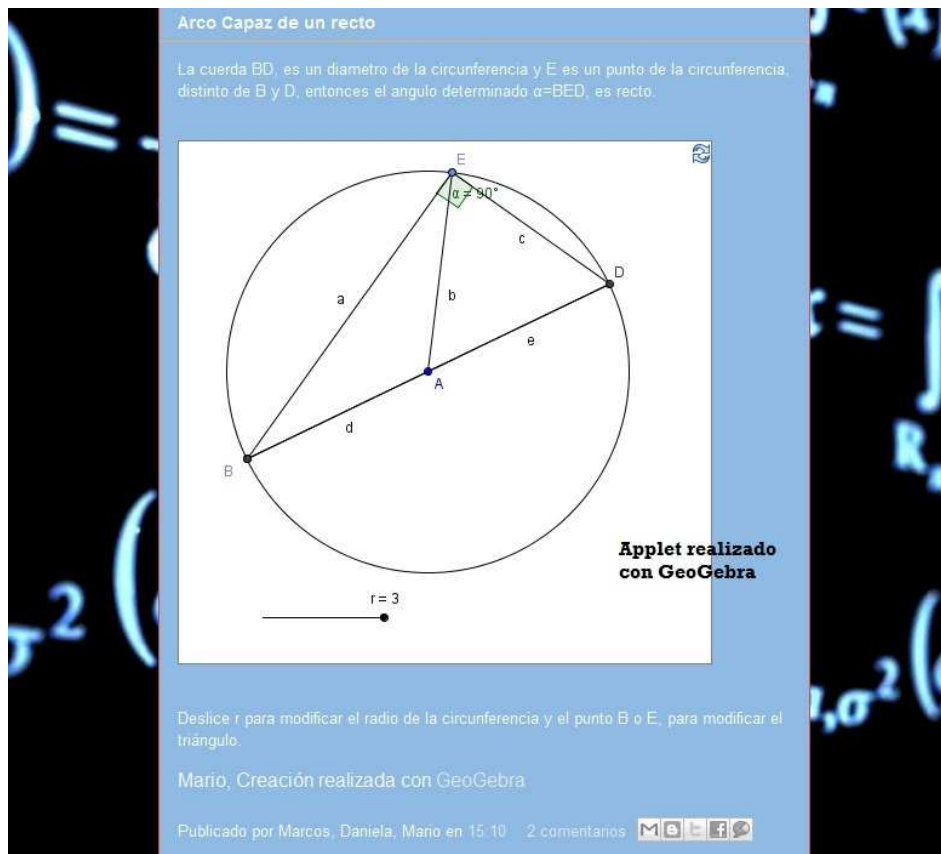 Arco Capaz de un recto
La cuerda BD, es un diametro de la circunferencia y E es un punto de la circunferencia,
distinto de B y D, entonces el angulo determinado α=BED, es recto.
E
α = 90°
c
D
a
b
e
A
d
B
Applet realizado
con GeoGebra
r = 3
Deslice r para modificar el radio de la circunferencia y el punto B o E, para modificar el
triángulo.
Mario, Creación realizada con GeoGebra
Publicado por Marcos, Daniela, Mario en 15:10 2 comentarios